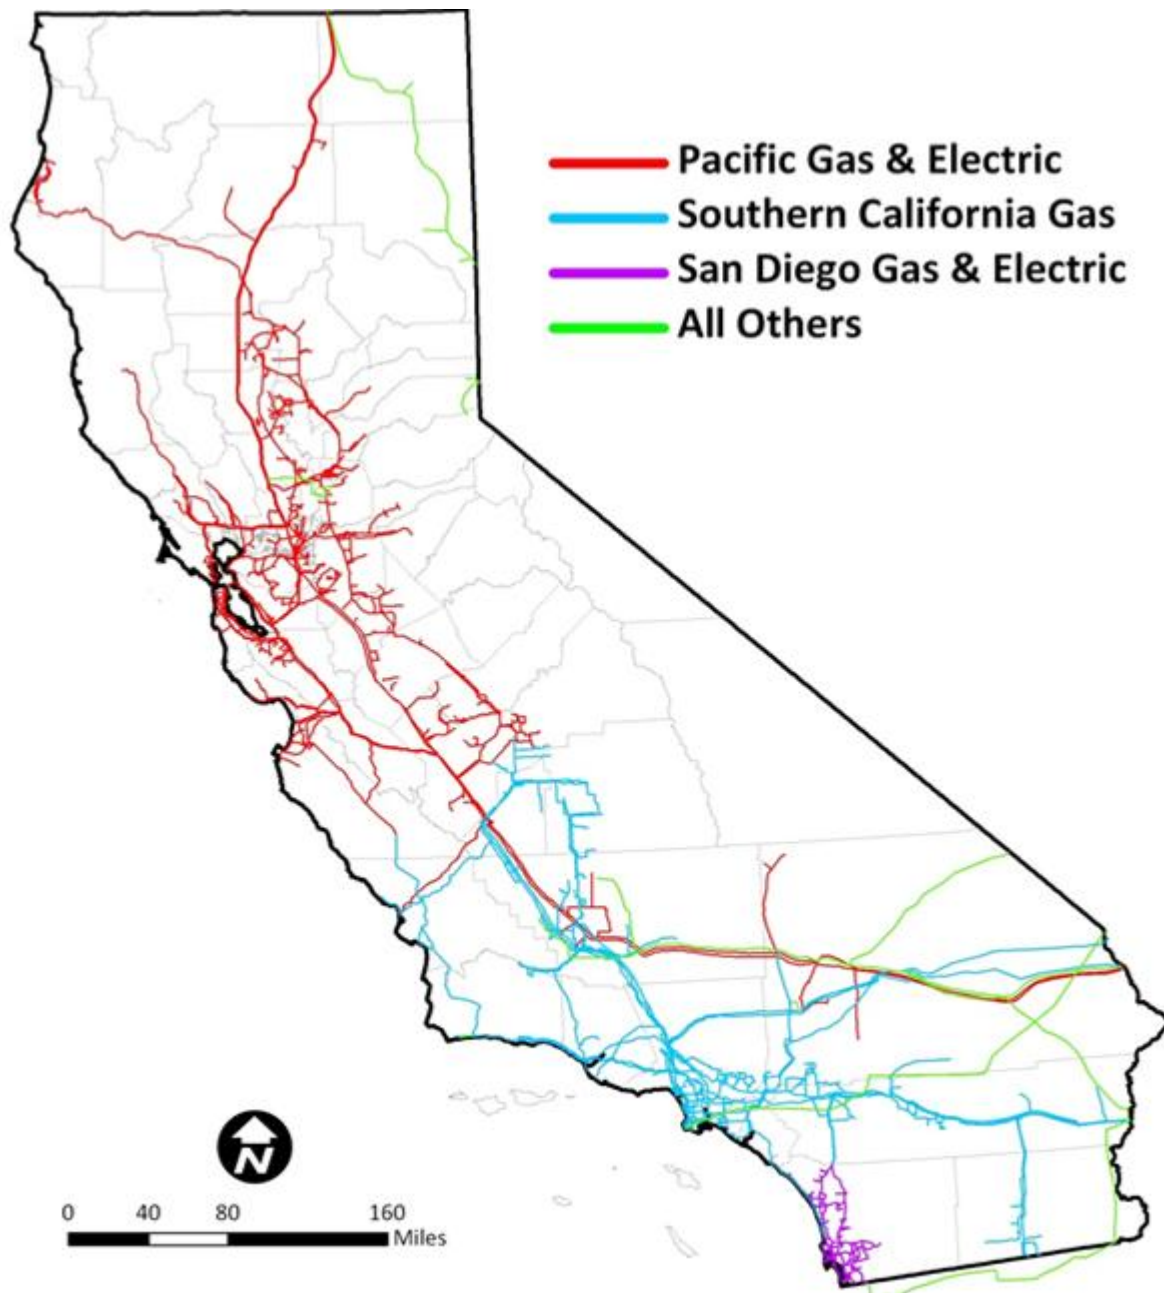 Pacific Gas & Electric
Southern California Gas
San Diego Gas & Electric
All Others
N
0 40 80 160
Miles